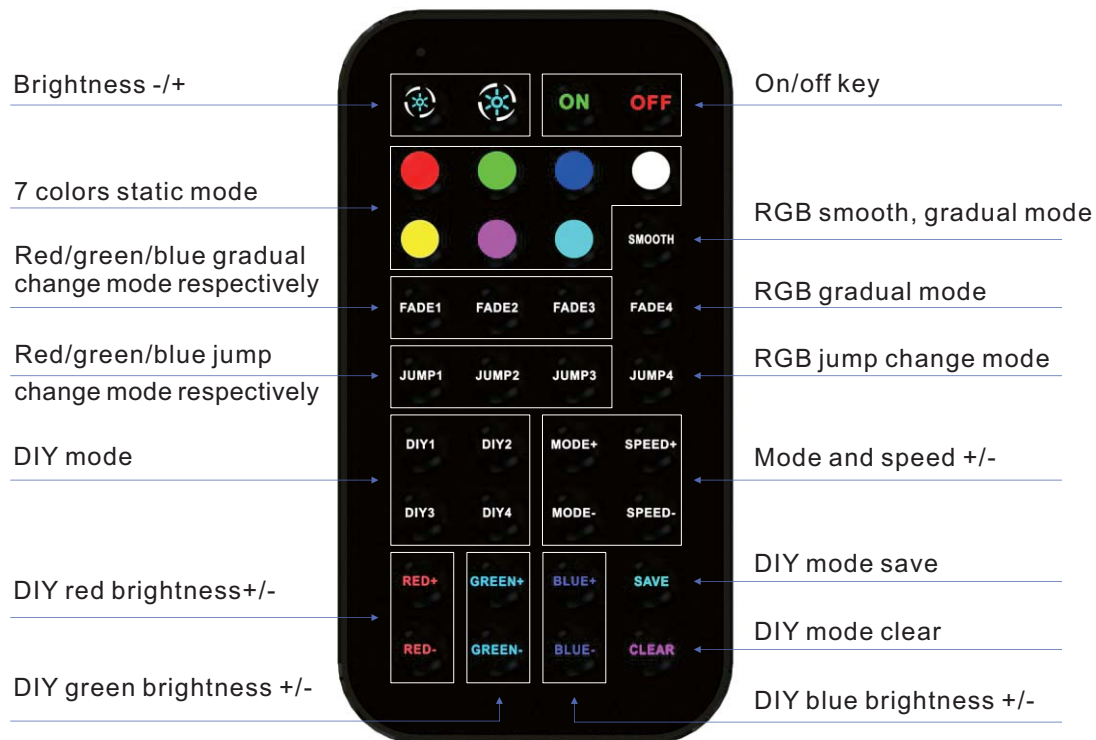 Brightness -/+
On/off key
ON OFF
7 colors static mode
RGB smooth, gradual mode
SMOOTH
Red/green/blue gradual
change mode respectively
RGB gradual mode
FADE1 FADE2 FADE3 FADE4
Red/green/blue jump
change mode respectively
RGB jump change mode
JUMP1 JUMP2 JUMP3 JUMP4
DIY mode
DIY1 DIY2 MODE+ SPEED+
Mode and speed +/-
DIY3 DIY4 MODE- SPEED-
DIY mode save
RED+ GREEN+ BLUE+ SAVE
DIY red brightness+/-
DIY mode clear
RED- GREEN- BLUE- CLEAR
DIY green brightness +/-
DIY blue brightness +/-